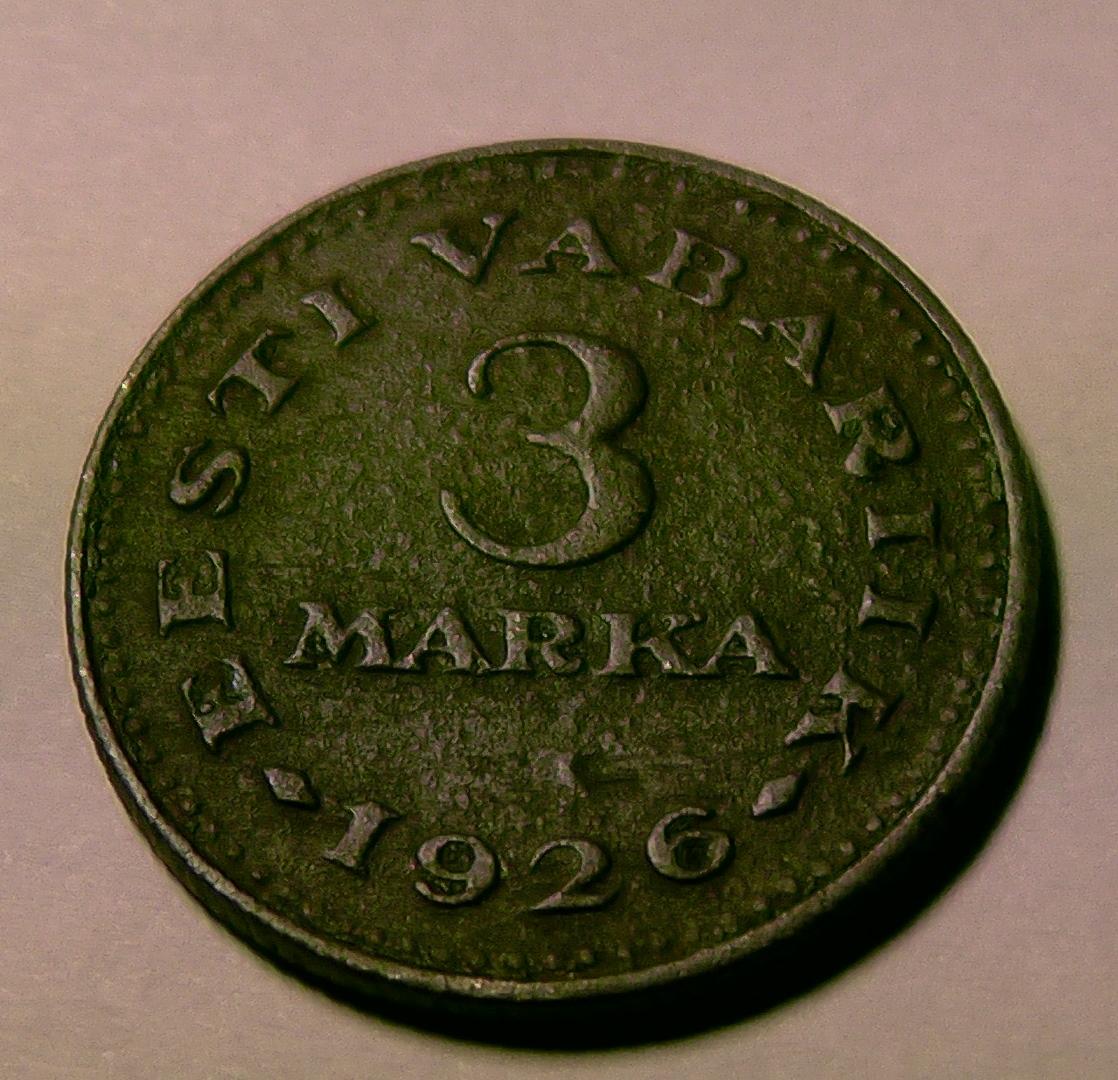 EESTI VABARIIK
3
MARKA
1926